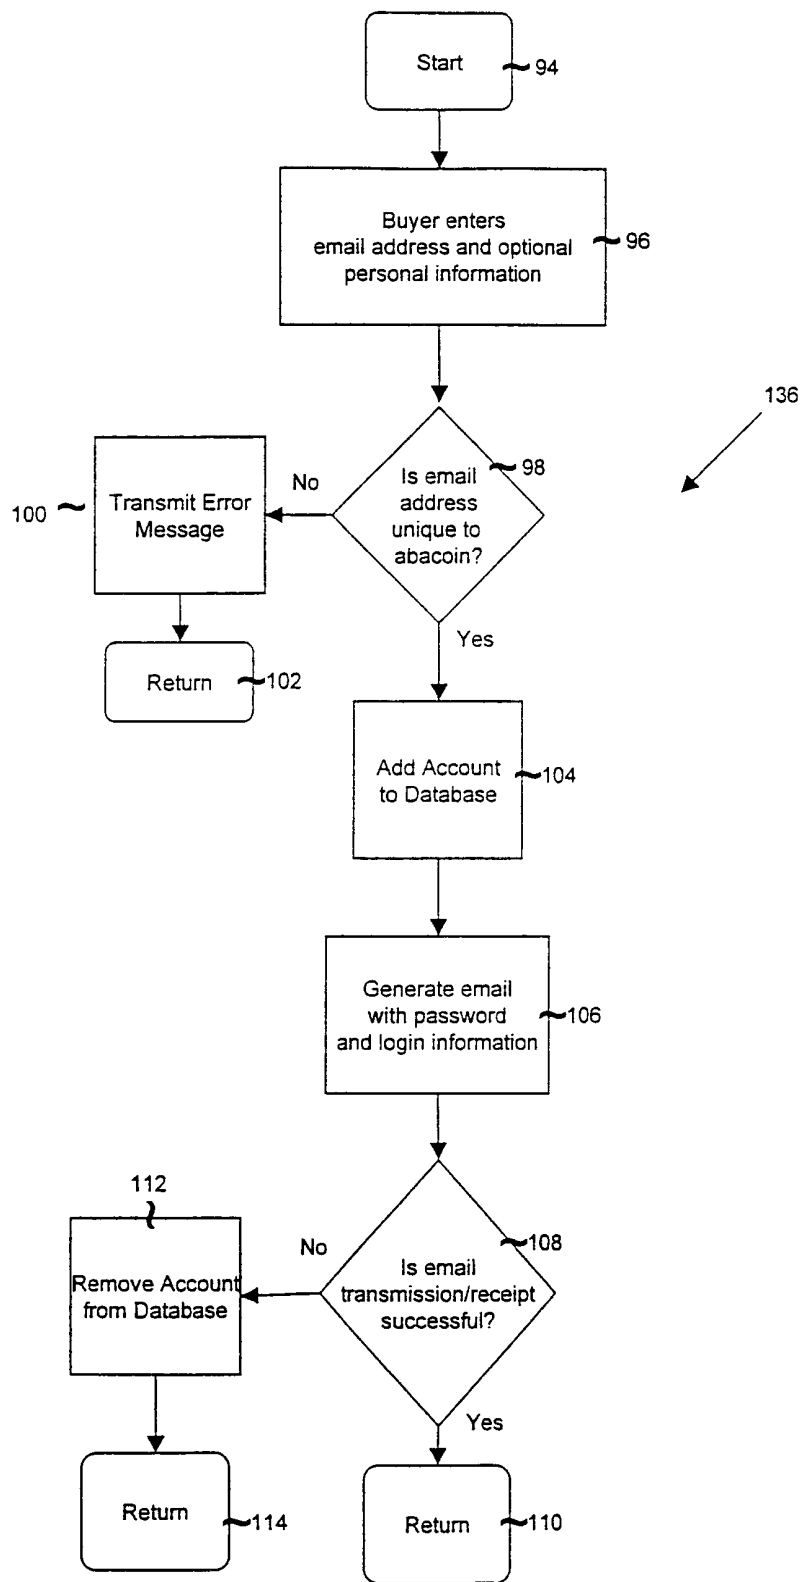 Start
94
Buyer enters
email address and optional
personal information
96
136
98
Is email
address
unique to
abacoin?
No
100
Transmit Error
Message
Yes
Return
102
Add Account
to Database
104
Generate email
with password
and login information
106
112
108
No
Is email
transmission/receipt
successful?
Remove Account
from Database
Yes
Return
114
Return
110